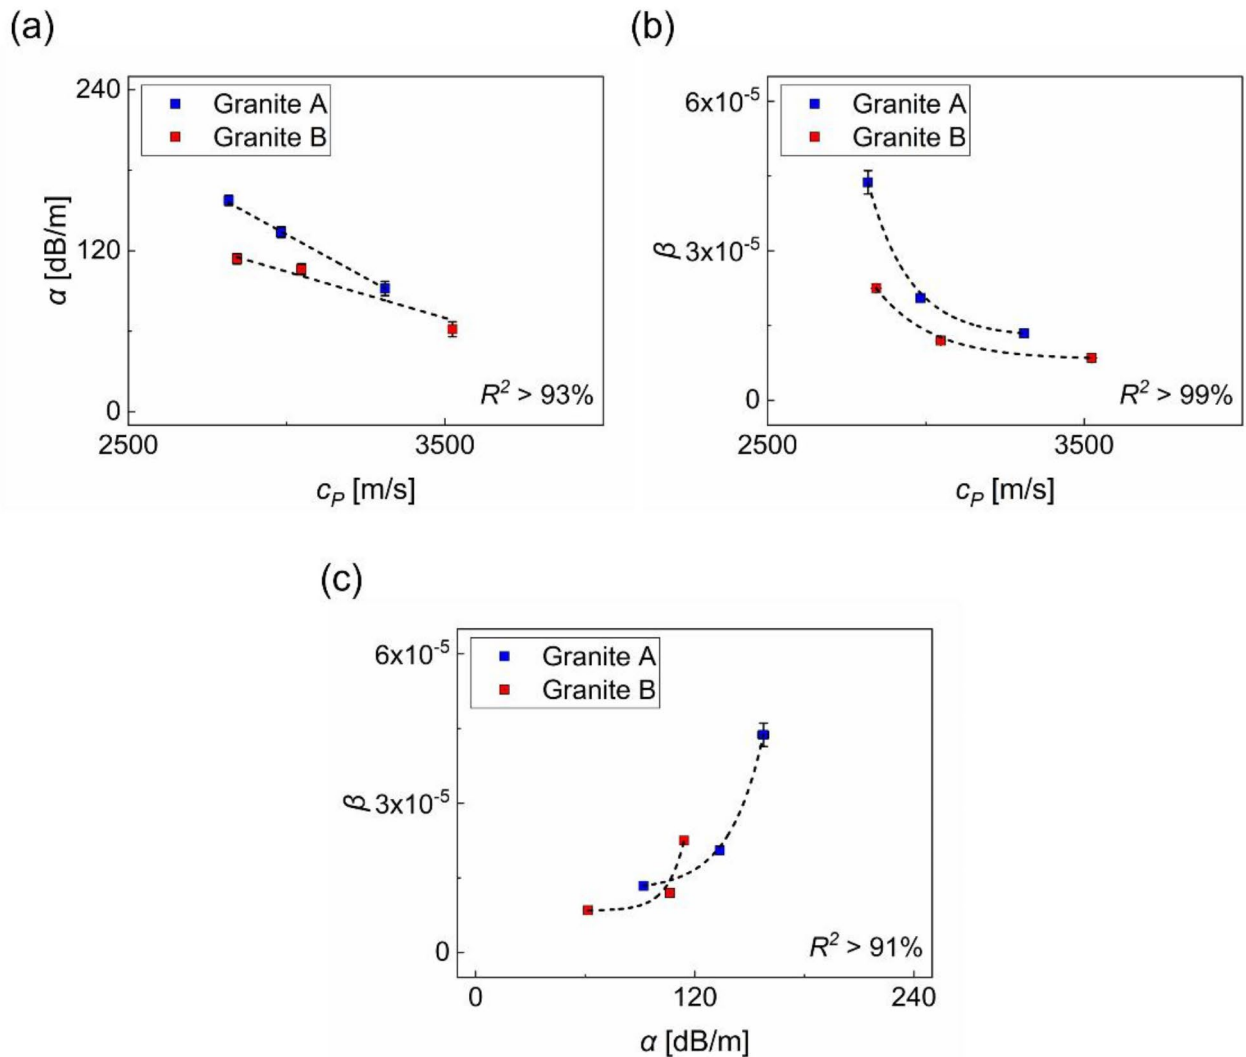 (a)
240
Granite A
Granite B
α [dB/m]
120
0
R² > 93%
2500
3500
c_P [m/s]
(b)
6x10⁻⁵
Granite A
Granite B
β
3x10⁻⁵
0
R² > 99%
2500
3500
c_P [m/s]
(c)
6x10⁻⁵
Granite A
Granite B
β
3x10⁻⁵
0
R² > 91%
0
120
240
α [dB/m]